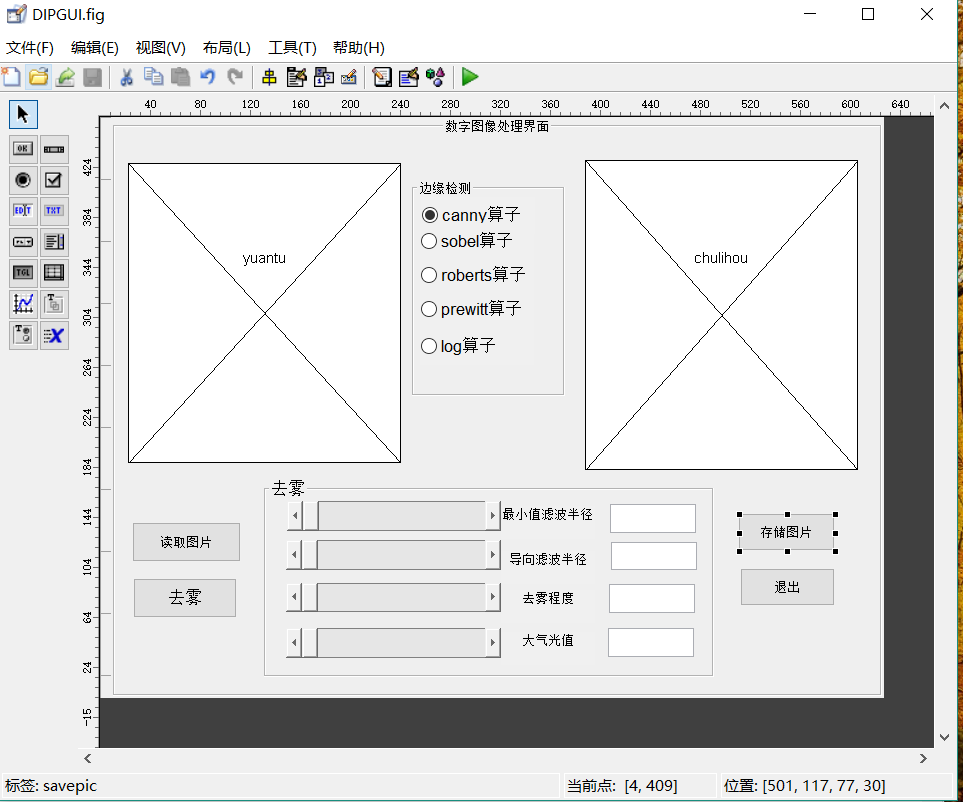 DIPGUI.fig
文件(F) 编辑(E) 视图(V) 布局(L) 工具(T) 帮助(H)
OK
EDIT TXT
TGL
40 80 120 160 200 240 280 320 360 400 440 480 520 560 600 640
424
384
344
304
264
224
184
144
104
64
24
-15
数字图像处理界面
yuantu
边缘检测
canny算子
sobel算子
roberts算子
prewitt算子
log算子
chulihou
去雾
最小值滤波半径
导向滤波半径
去雾程度
大气光值
读取图片
去雾
存储图片
退出
标签: savepic 当前点: [4, 409] 位置: [501, 117, 77, 30]